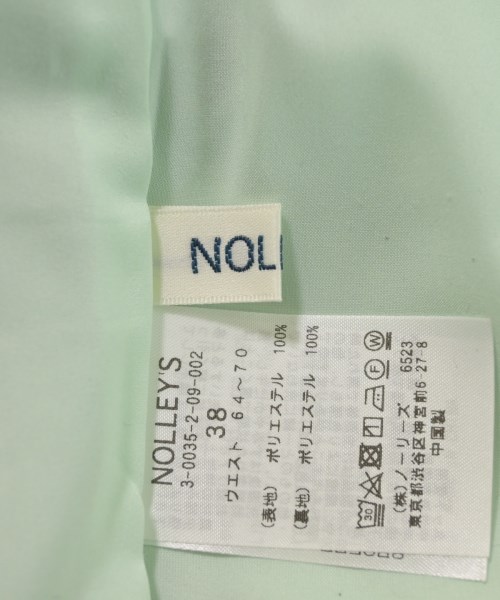 NOL
NOLLEY'S
3-0035-2-09-002
38
ウエスト 64～70
(表地) ポリエステル 100%
(裏地) ポリエステル 100%
30 F W
(株)ノーリーズ 6523
東京都渋谷区神宮前6-27-8
中国製